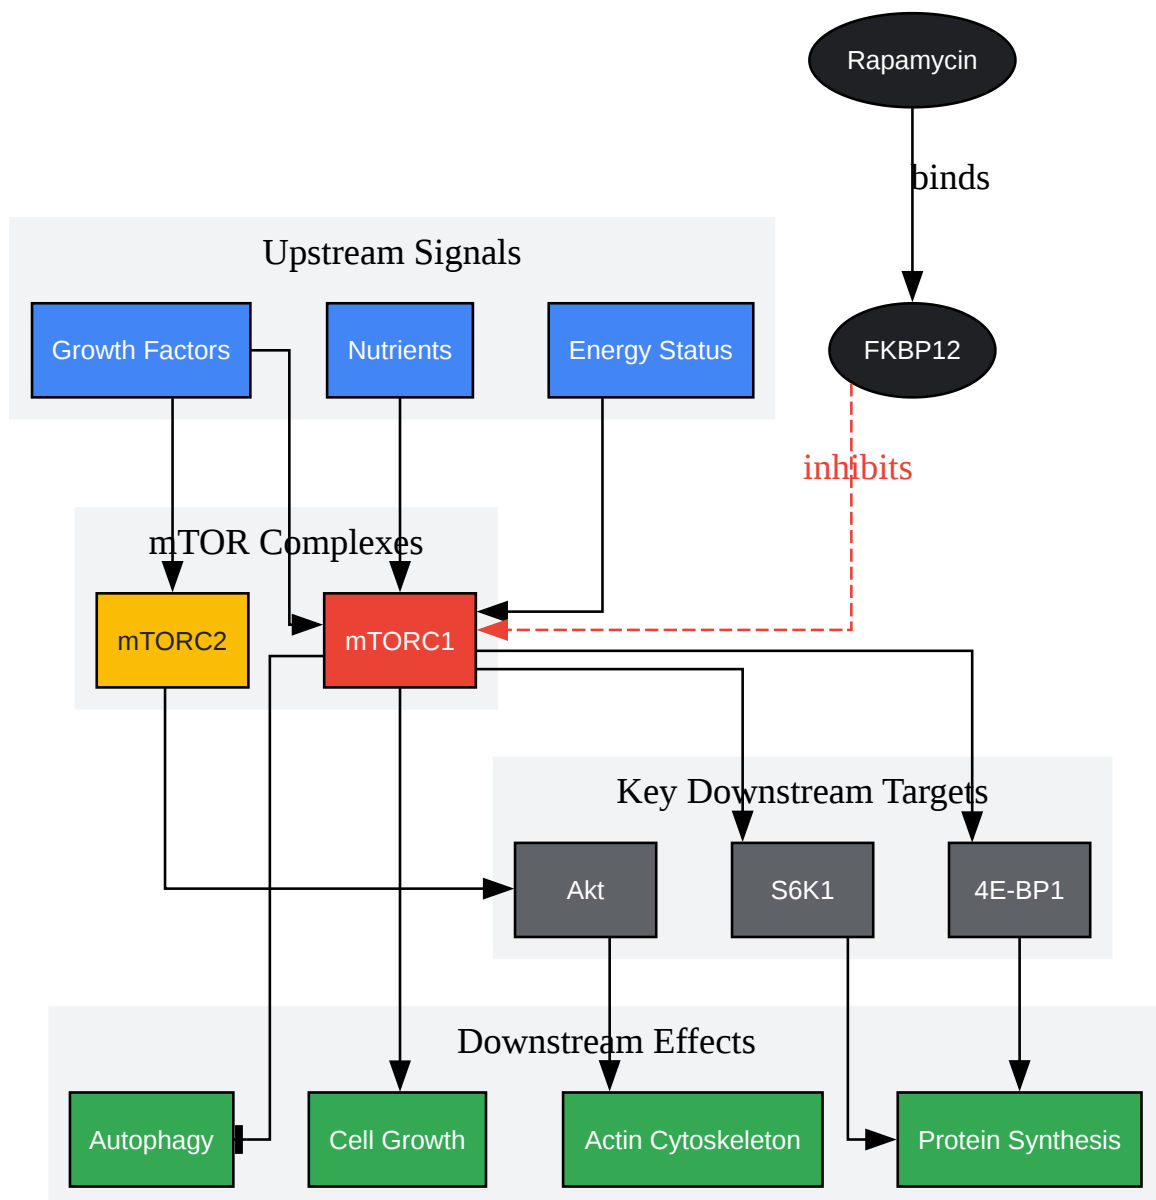 Rapamycin
binds
Upstream Signals
Growth Factors
Nutrients
Energy Status
FKBP12
inhibits
mTOR Complexes
mTORC2
mTORC1
Key Downstream Targets
Akt
S6K1
4E-BP1
Downstream Effects
Autophagy
Cell Growth
Actin Cytoskeleton
Protein Synthesis